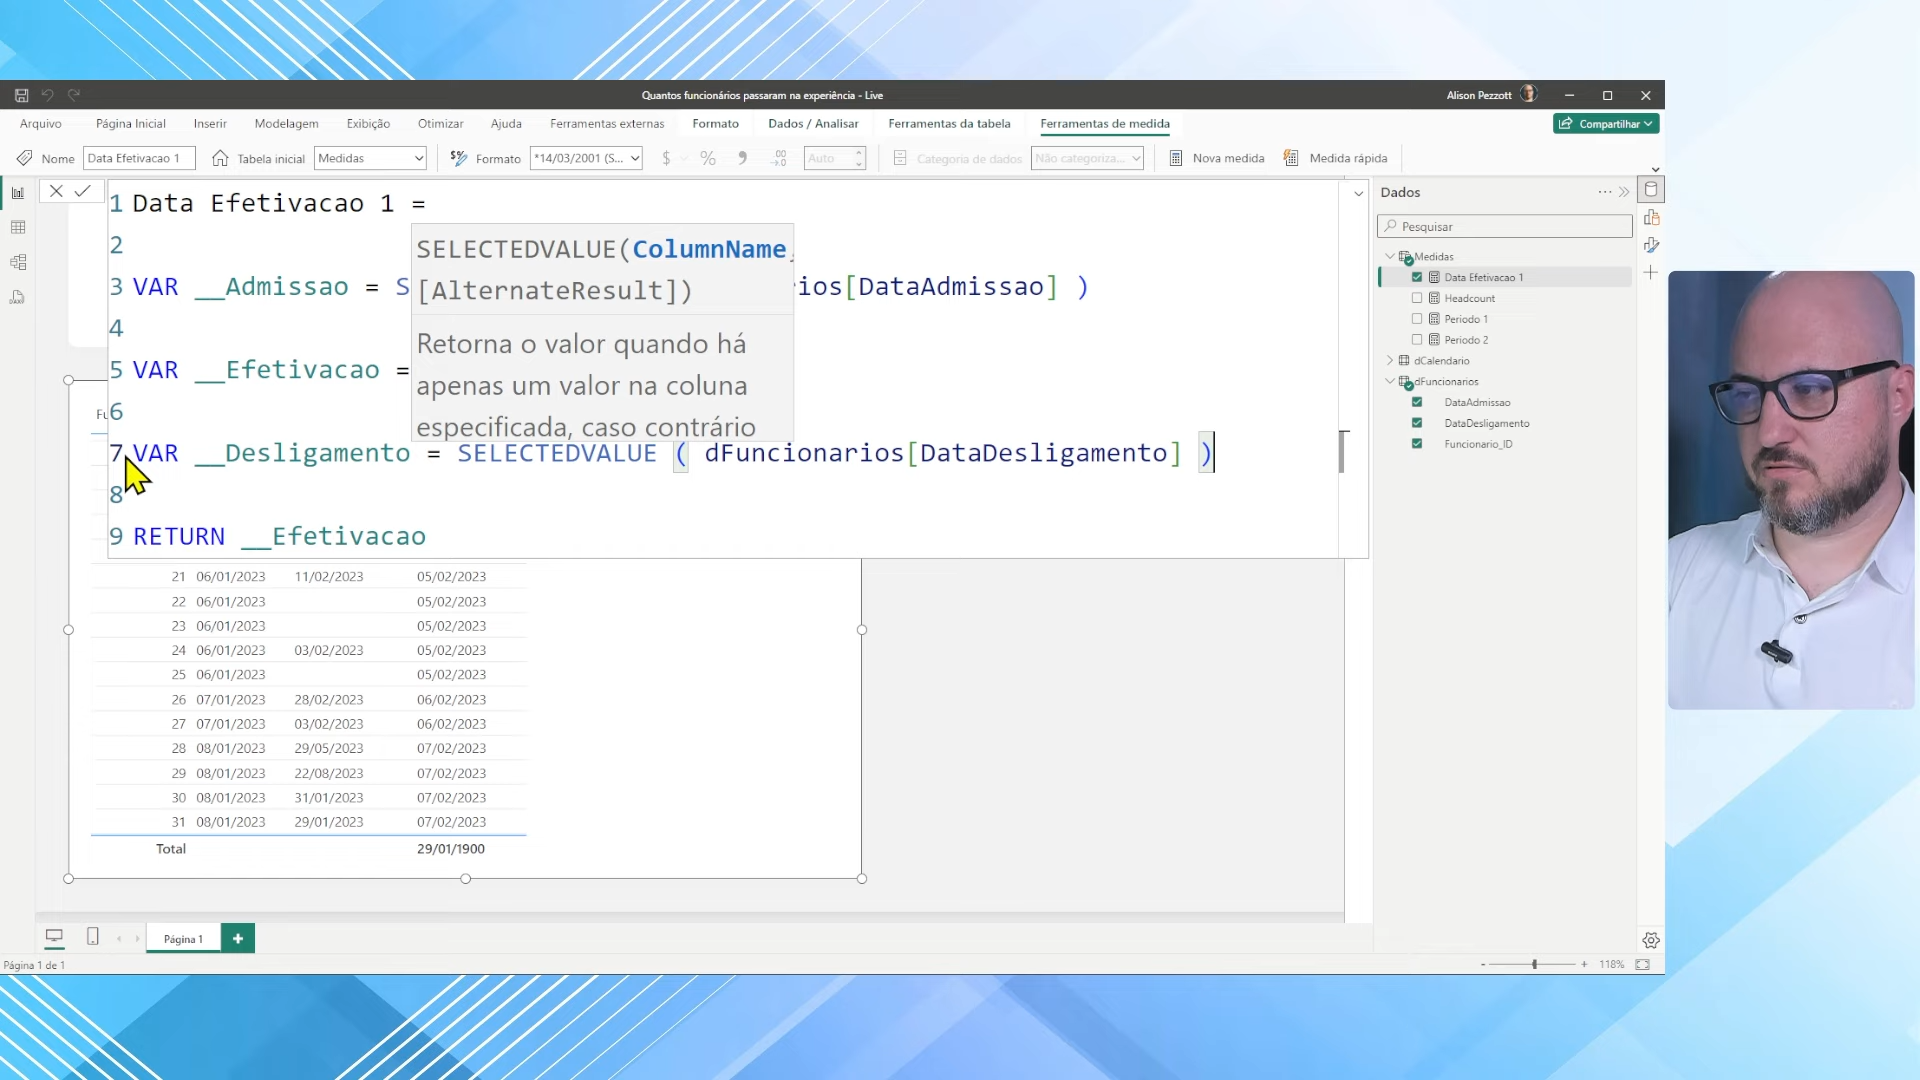 Quantos funcionários passaram na experiência - Live
Alison Pezzott
Arquivo Página Inicial Inserir Modelagem Exibição Otimizar Ajuda Ferramentas externas Formato Dados / Analisar Ferramentas da tabela Ferramentas de medida
Compartilhar
Nome Data Efetivacao 1 Tabela inicial Medidas Formato *14/03/2001 (S... $ % Auto Categoria de dados Não categoriza... Nova medida Medida rápida
1 Data Efetivacao 1 =
2
SELECTEDVALUE(ColumnName,
[AlternateResult])
Retorna o valor quando há
apenas um valor na coluna
especificada, caso contrário
3 VAR __Admissao = S ios[DataAdmissao] )
4
5 VAR __Efetivacao =
6
7 VAR __Desligamento = SELECTEDVALUE ( dFuncionarios[DataDesligamento] )
8
9 RETURN __Efetivacao
21 06/01/2023 11/02/2023 05/02/2023
22 06/01/2023 05/02/2023
23 06/01/2023 05/02/2023
24 06/01/2023 03/02/2023 05/02/2023
25 06/01/2023 05/02/2023
26 07/01/2023 28/02/2023 06/02/2023
27 07/01/2023 03/02/2023 06/02/2023
28 08/01/2023 29/05/2023 07/02/2023
29 08/01/2023 22/08/2023 07/02/2023
30 08/01/2023 31/01/2023 07/02/2023
31 08/01/2023 29/01/2023 07/02/2023
Total 29/01/1900
Dados
Pesquisar
Medidas
Data Efetivacao 1
Headcount
Periodo 1
Periodo 2
dCalendario
dFuncionarios
DataAdmissao
DataDesligamento
Funcionario_ID
Página 1
Página 1 de 1
- + 118%